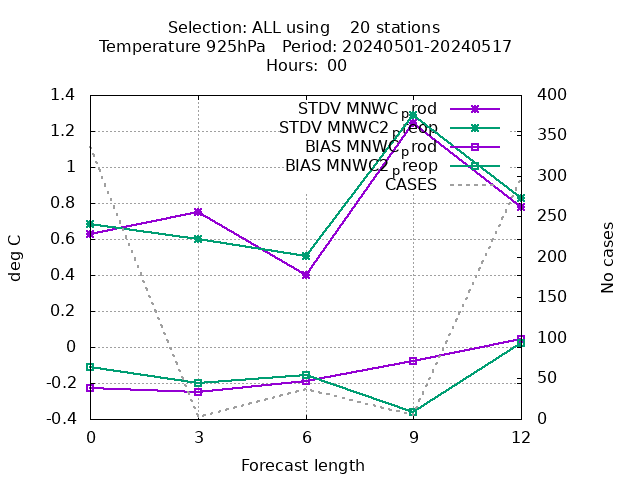 Selection: ALL using    20 stations
Temperature 925hPa   Period: 20240501-20240517
Hours: 00
STDV MNWC_prod
STDV MNWC2_preop
BIAS MNWC_prod
BIAS MNWC2_preop
CASES
deg C
1.4
1.2
1
0.8
0.6
0.4
0.2
0
-0.2
-0.4
400
350
300
250
200
150
100
50
0
No cases
0 3 6 9 12
Forecast length